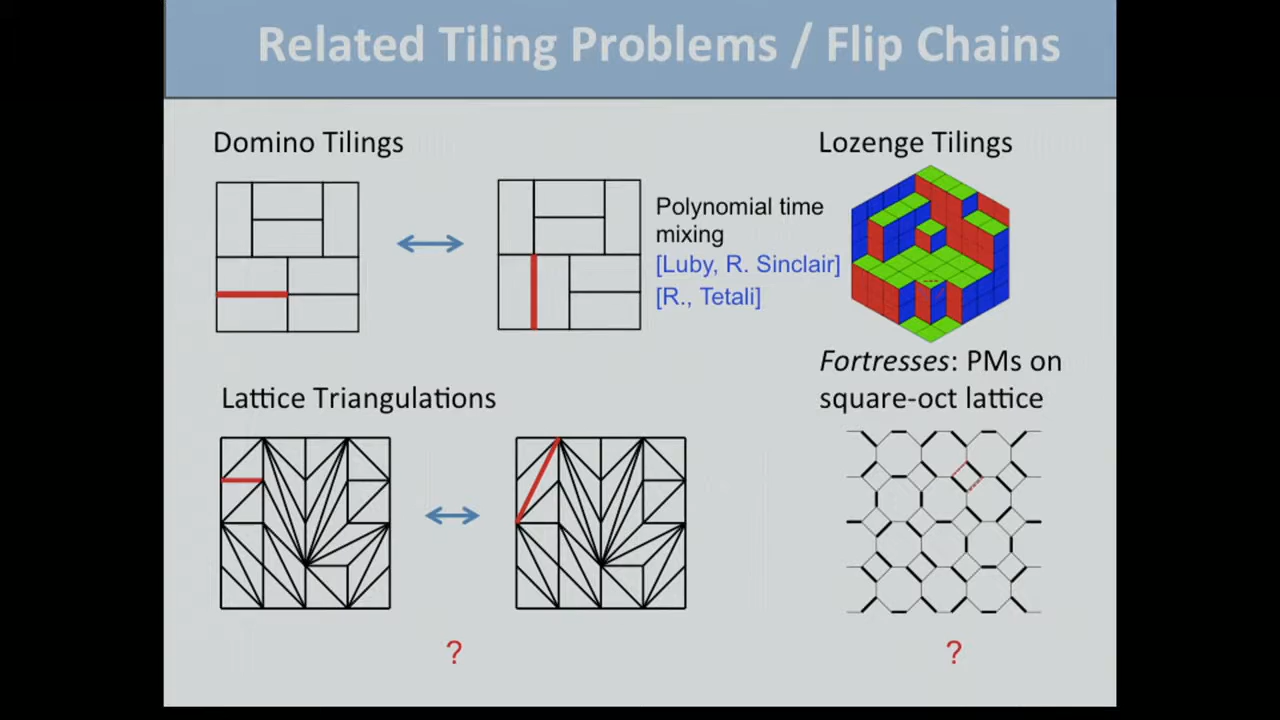 Related Tiling Problems / Flip Chains
Domino Tilings
Polynomial time
mixing
[Luby, R. Sinclair]
[R., Tetali]
Lozenge Tilings
Lattice Triangulations
?
Fortresses: PMs on
square-oct lattice
?